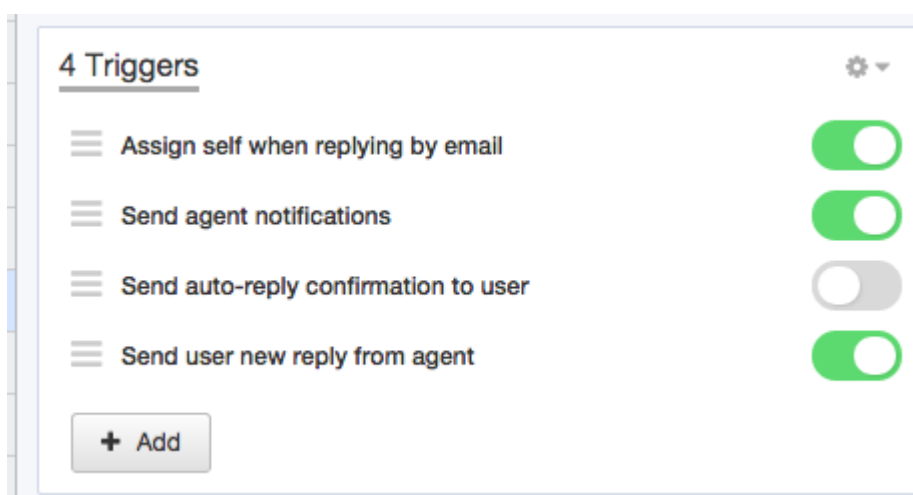 4 Triggers
Assign self when replying by email
Send agent notifications
Send auto-reply confirmation to user
Send user new reply from agent
+ Add